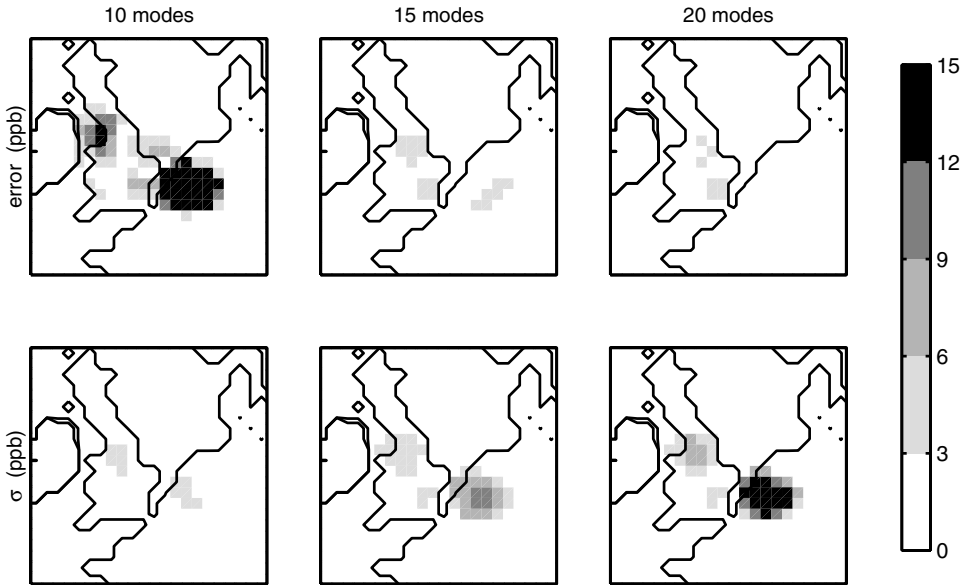 10 modes
15 modes
20 modes
error (ppb)
σ (ppb)
15
12
9
6
3
0